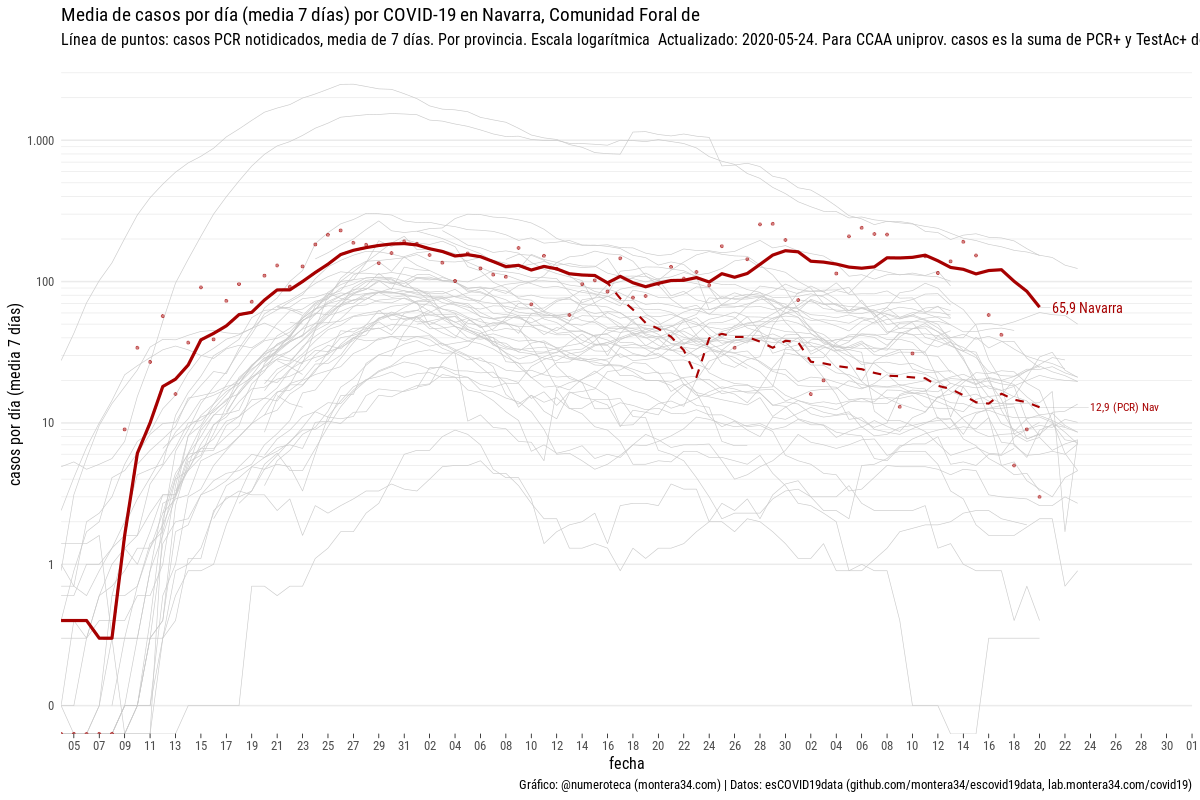 Media de casos por día (media 7 días) por COVID-19 en Navarra, Comunidad Foral de
Línea de puntos: casos PCR notidicados, media de 7 días. Por provincia. Escala logarítmica  Actualizado: 2020-05-24. Para CCAA uniprov. casos es la suma de PCR+ y TestAc+ d
casos por día (media 7 días)
1.000
100
10
1
0
65,9 Navarra
12,9 (PCR) Nav
05 07 09 11 13 15 17 19 21 23 25 27 29 31 02 04 06 08 10 12 14 16 18 20 22 24 26 28 30 02 04 06 08 10 12 14 16 18 20 22 24 26 28 30 01
fecha
Gráfico: @numeroteca (montera34.com) | Datos: esCOVID19data (github.com/montera34/escovid19data, lab.montera34.com/covid19)